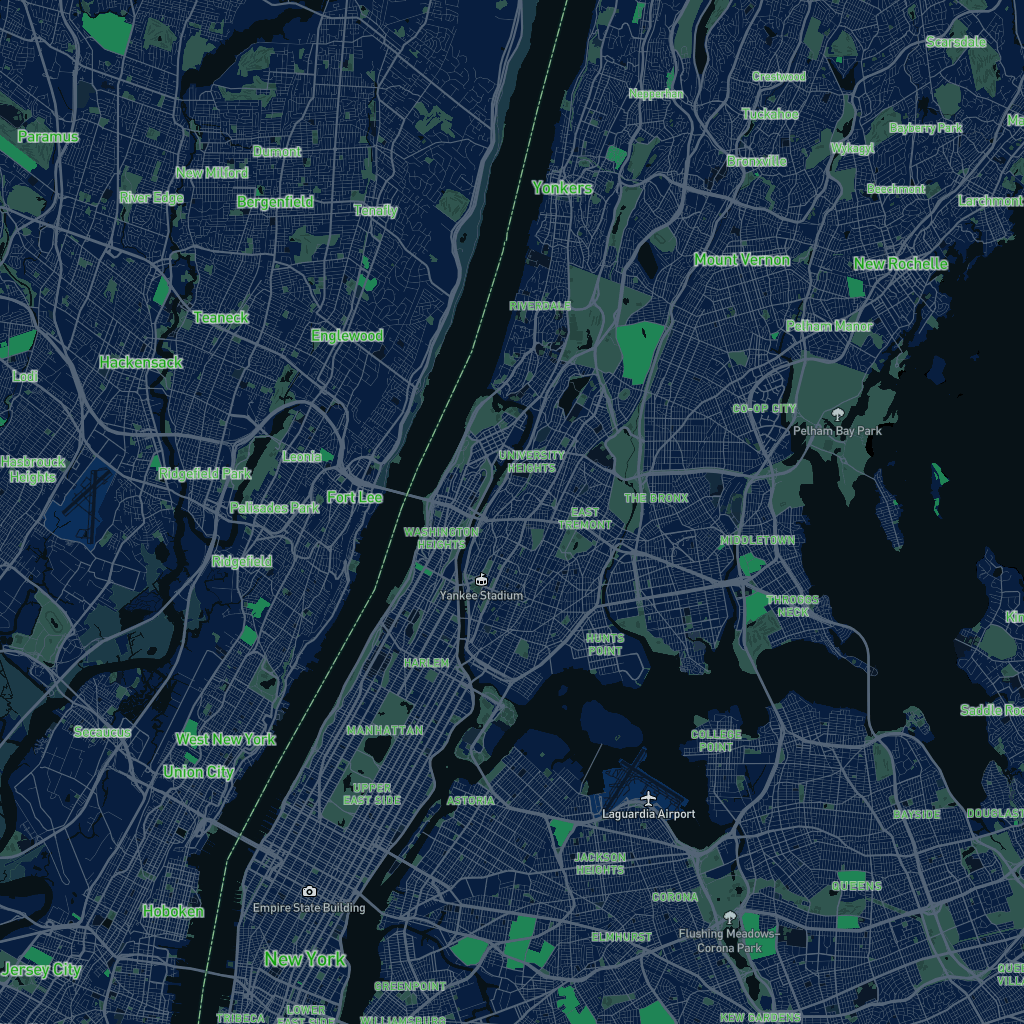 Scarsdale
Crestwood
Nepperhan
Tuckahoe
Bayberry Park
Paramus
Wykagyl
Dumont
Bronxville
New Milford
Yonkers
Beechmont
River Edge
Bergenfield
Tenafly
Larchmont
Mount Vernon
New Rochelle
RIVERDALE
Teaneck
Pelham Manor
Englewood
Hackensack
Lodi
CO-OP CITY
Pelham Bay Park
UNIVERSITY
HEIGHTS
Leonia
Hasbrouck
Heights
Ridgefield Park
Fort Lee
THE BRONX
Palisades Park
EAST
TREMONT
WASHINGTON
HEIGHTS
MIDDLETOWN
Ridgefield
Yankee Stadium
THROGGS
NECK
HUNTS
POINT
HARLEM
Saddle Roc
Secaucus
MANHATTAN
West New York
COLLEGE
POINT
Union City
UPPER
EAST SIDE
ASTORIA
Laguardia Airport
BAYSIDE
DOUGLAST
JACKSON
HEIGHTS
QUEENS
CORONA
Empire State Building
Hoboken
ELMHURST
Flushing Meadows–
Corona Park
New York
Jersey City
QUE
VILLA
GREENPOINT
LOWER
EAST SIDE
TRIBECA
WILLIAMSBURG
KEW GARDENS